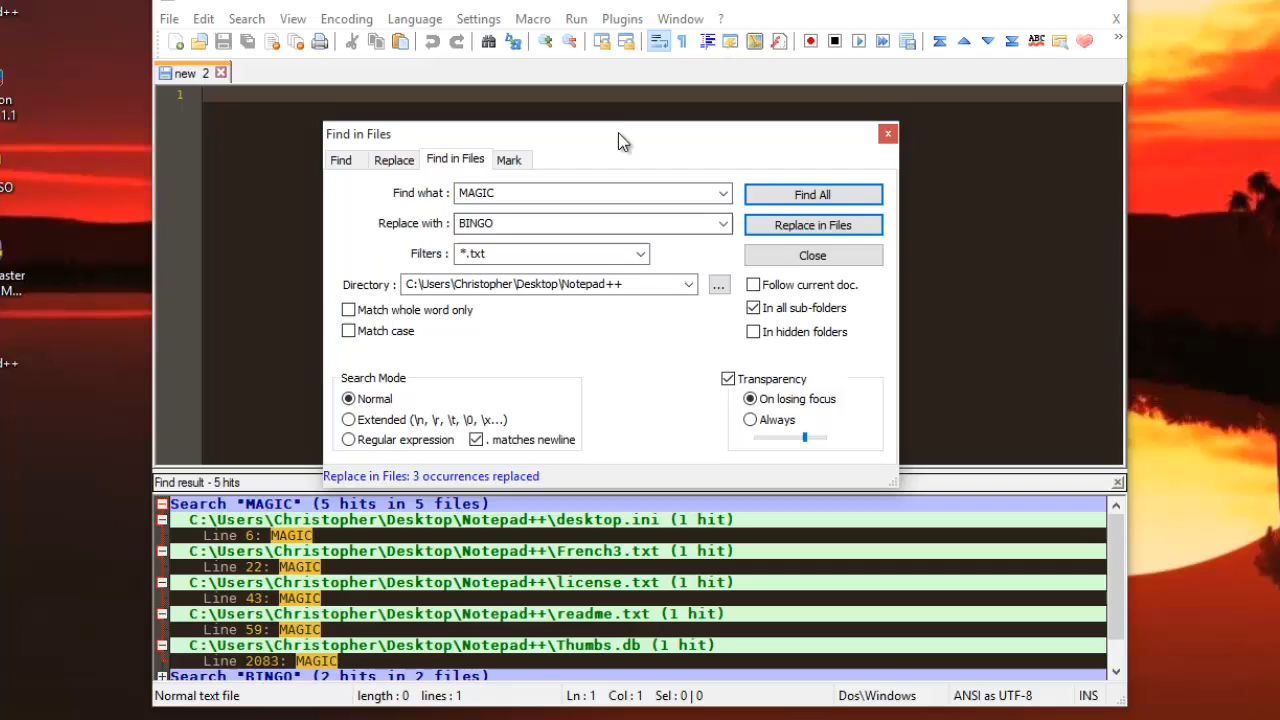 d++
File Edit Search View Encoding Language Settings Macro Run Plugins Window ? X
ABC »
new 2
1
on
1.1
SO
aster
M...
d++
Find in Files x
Find Replace Find in Files Mark
Find what : MAGIC Find All
Replace with : BINGO Replace in Files
Filters : *.txt Close
Directory : C:\Users\Christopher\Desktop\Notepad++ ... Follow current doc.
Match whole word only In all sub-folders
Match case In hidden folders
Search Mode Transparency
Normal On losing focus
Extended (\n, \r, \t, \0, \x...) Always
Regular expression . matches newline
Replace in Files: 3 occurrences replaced
Find result - 5 hits
Search "MAGIC" (5 hits in 5 files)
C:\Users\Christopher\Desktop\Notepad++\desktop.ini (1 hit)
Line 6: MAGIC
C:\Users\Christopher\Desktop\Notepad++\French3.txt (1 hit)
Line 22: MAGIC
C:\Users\Christopher\Desktop\Notepad++\license.txt (1 hit)
Line 43: MAGIC
C:\Users\Christopher\Desktop\Notepad++\readme.txt (1 hit)
Line 59: MAGIC
C:\Users\Christopher\Desktop\Notepad++\Thumbs.db (1 hit)
Line 2083: MAGIC
Search "BINGO" (2 hits in 2 files)
Normal text file length : 0 lines : 1 Ln : 1 Col : 1 Sel : 0 | 0 Dos\Windows ANSI as UTF-8 INS